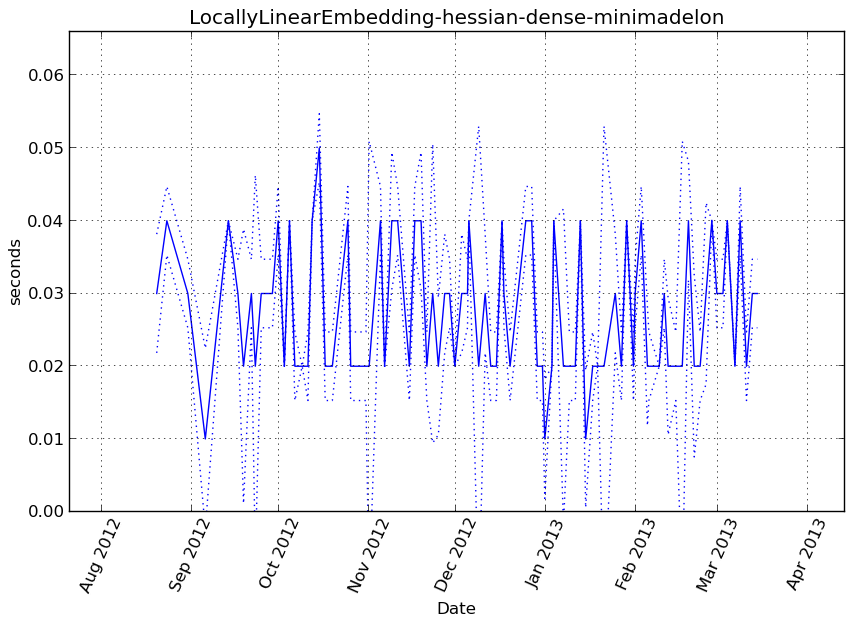 LocallyLinearEmbedding-hessian-dense-minimadelon
0.06
0.05
0.04
0.03
0.02
0.01
0.00
seconds
Aug 2012
Sep 2012
Oct 2012
Nov 2012
Dec 2012
Jan 2013
Feb 2013
Mar 2013
Apr 2013
Date